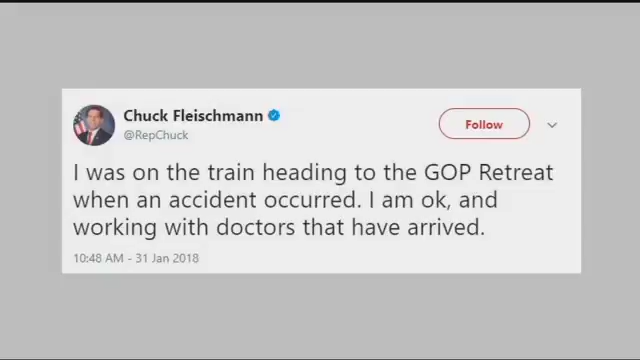 Chuck Fleischmann
@RepChuck
Follow
I was on the train heading to the GOP Retreat
when an accident occurred. I am ok, and
working with doctors that have arrived.
10:48 AM - 31 Jan 2018